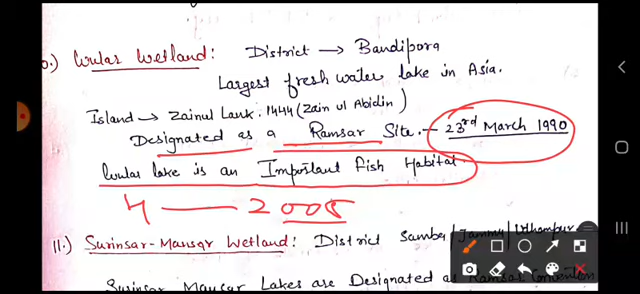 0.) Wular Wetland: District → Bandipora
Largest fresh water lake in Asia.
Island → Zainul Lank. 1444 (Zain ul Abidin)
Designated as a Ramsar Site - 23rd March 1990
Wular lake is an Important fish Habitat.
4 — 2005
11.) Surinsar-Mansar Wetland: District Samba/Jammu/Udhampur
Surinsar Mansar Lakes are Designated as Ramsar Convention